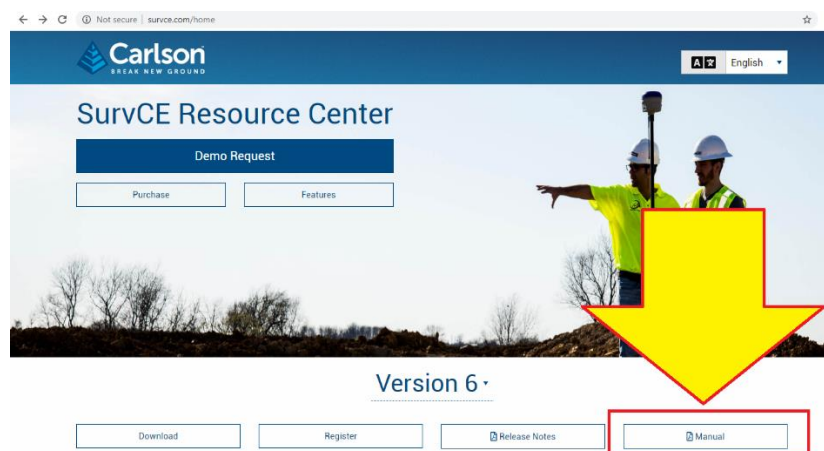 Not secure | survce.com/home
Carlson
BREAK NEW GROUND
English
SurvCE Resource Center
Demo Request
Purchase
Features
Version 6
Download
Register
Release Notes
Manual